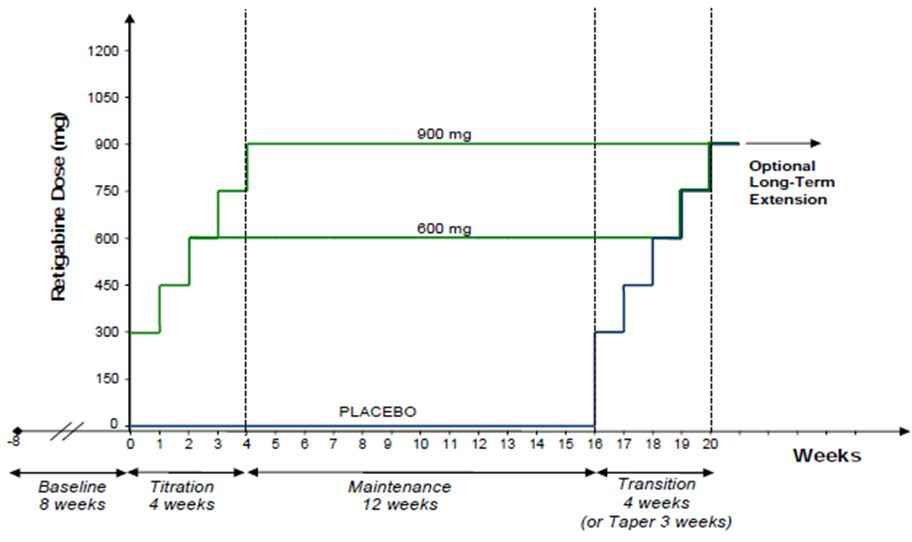 1200
1050
900
750
600
450
300
150
0
Retigabine Dose (mg)
900 mg
600 mg
PLACEBO
Optional
Long-Term
Extension
-8
0 1 2 3 4 5 6 7 8 9 10 11 12 13 14 15 16 17 18 19 20
Weeks
Baseline
8 weeks
Titration
4 weeks
Maintenance
12 weeks
Transition
4 weeks
(or Taper 3 weeks)